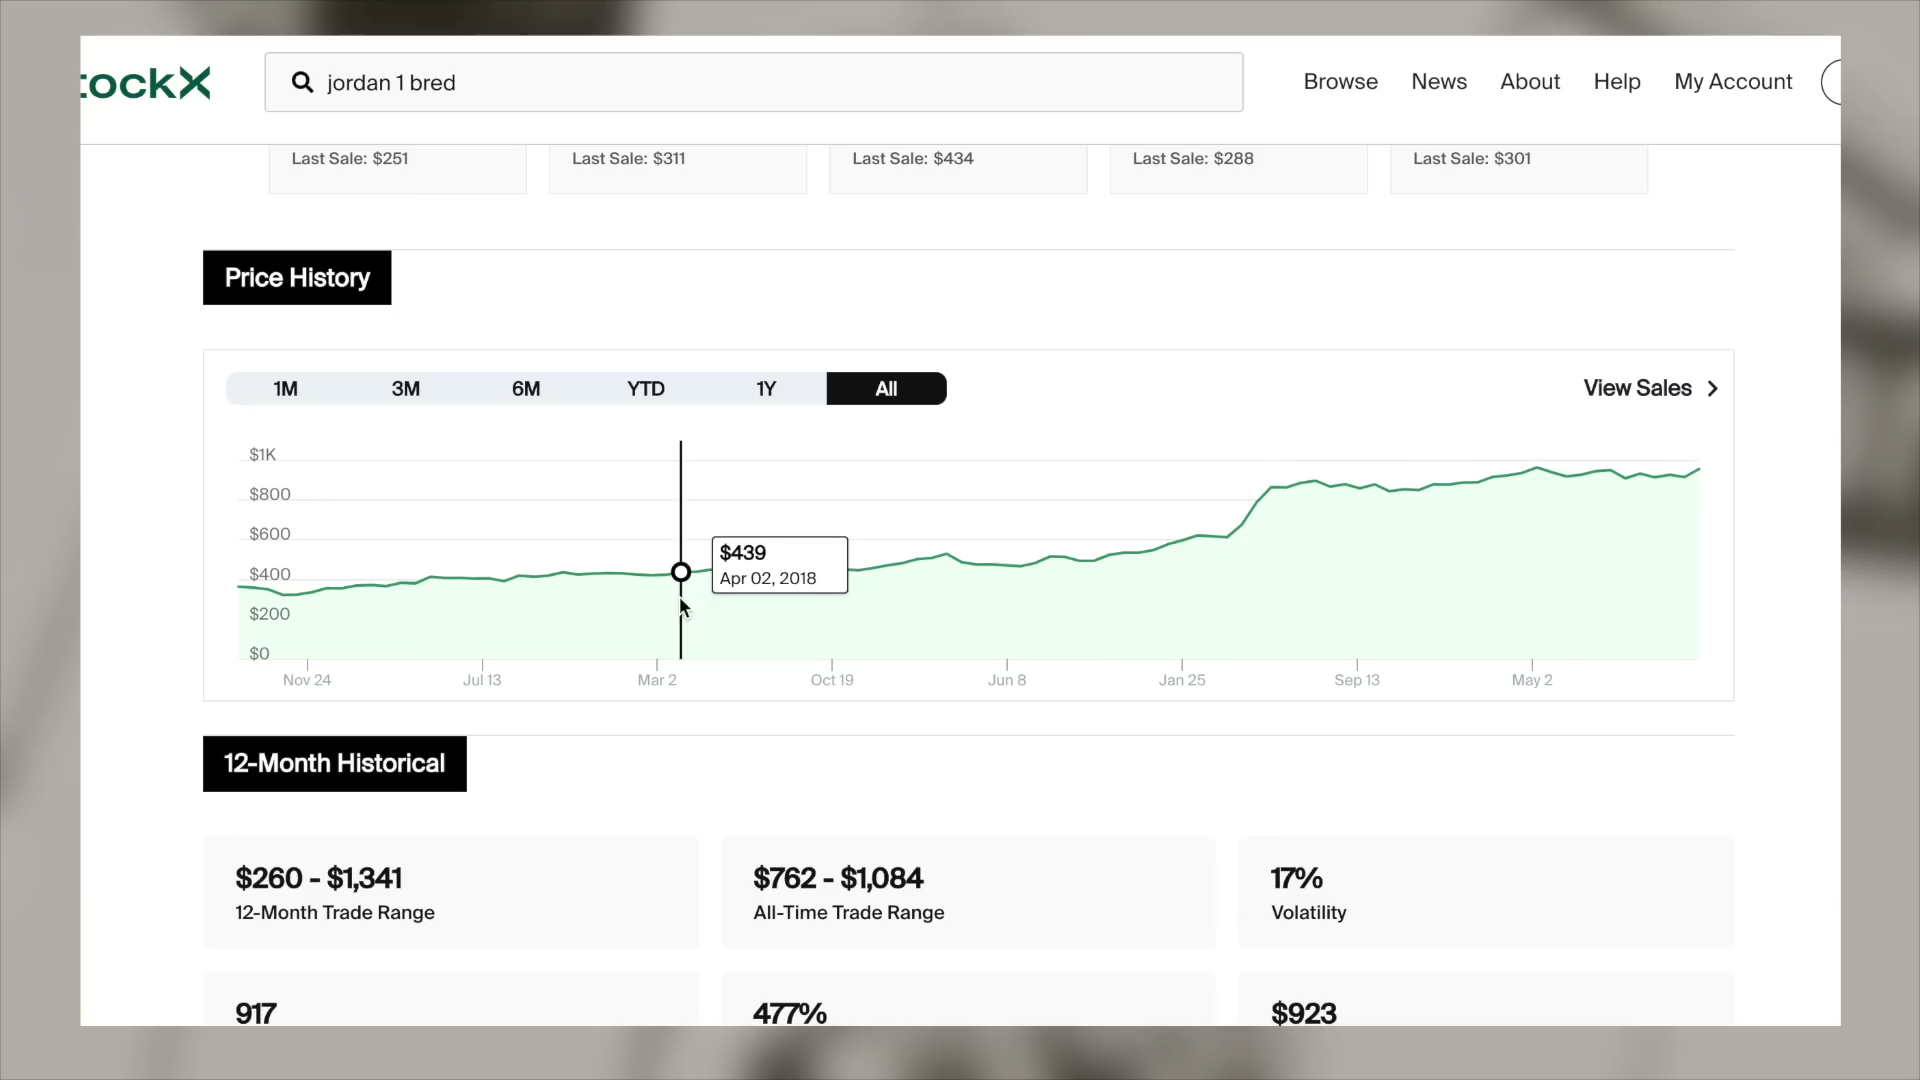 tockX
jordan 1 bred
Browse News About Help My Account
Last Sale: $251 Last Sale: $311 Last Sale: $434 Last Sale: $288 Last Sale: $301
Price History
1M 3M 6M YTD 1Y All
View Sales
$1K
$800
$600
$400
$200
$0
$439
Apr 02, 2018
Nov 24 Jul 13 Mar 2 Oct 19 Jun 8 Jan 25 Sep 13 May 2
12-Month Historical
$260 - $1,341
12-Month Trade Range
$762 - $1,084
All-Time Trade Range
17%
Volatility
917 477% $923